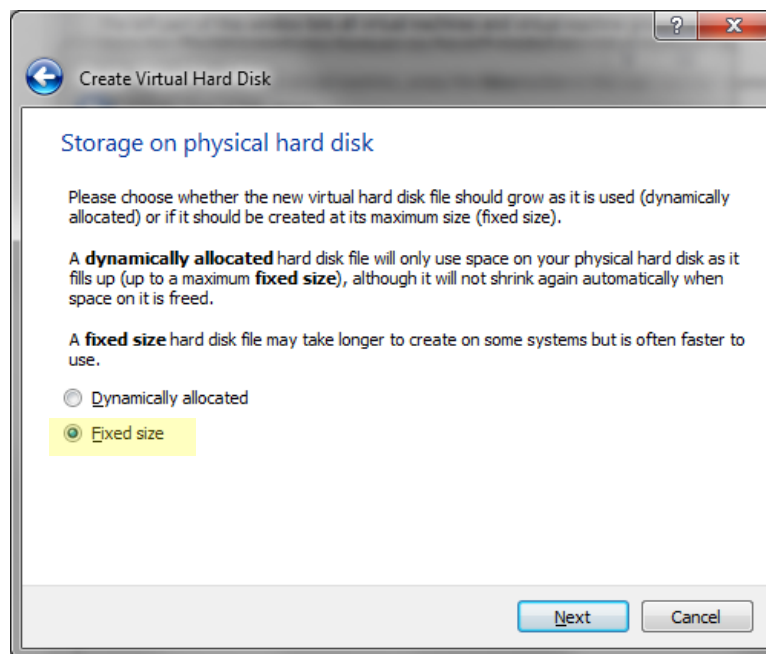 ?
Create Virtual Hard Disk
Storage on physical hard disk
Please choose whether the new virtual hard disk file should grow as it is used (dynamically
allocated) or if it should be created at its maximum size (fixed size).
A dynamically allocated hard disk file will only use space on your physical hard disk as it
fills up (up to a maximum fixed size), although it will not shrink again automatically when
space on it is freed.
A fixed size hard disk file may take longer to create on some systems but is often faster to
use.
Dynamically allocated
Fixed size
Next
Cancel